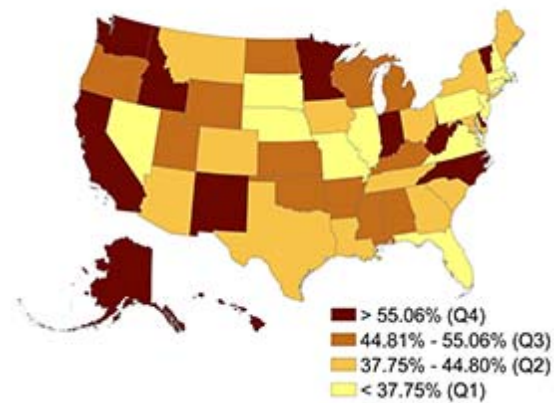 > 55.06% (Q4)
44.81% - 55.06% (Q3)
37.75% - 44.80% (Q2)
< 37.75% (Q1)